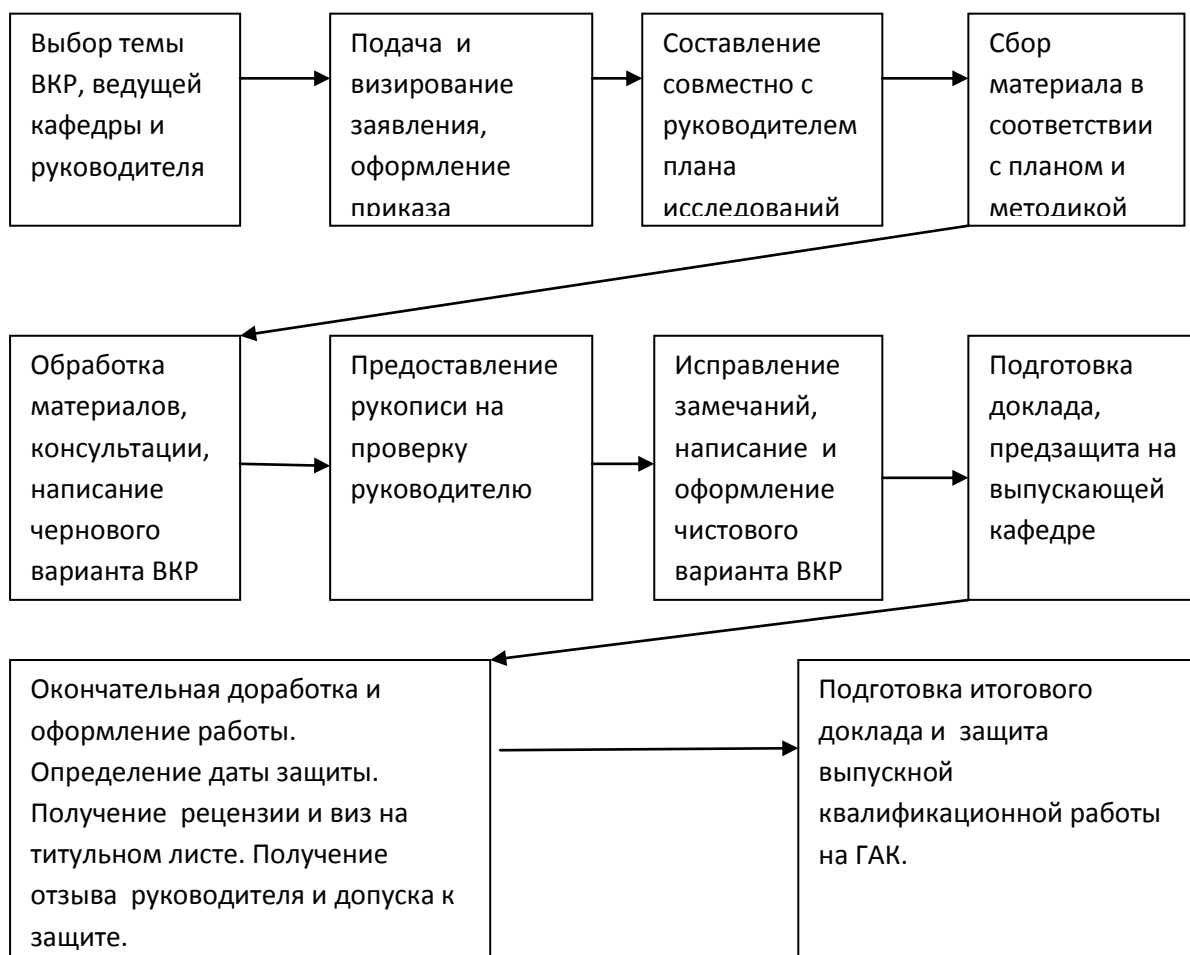 Выбор темы
ВКР, ведущей
кафедры и
руководителя
Подача и
визирование
заявления,
оформление
приказа
Составление
совместно с
руководителем
плана
исследований
Сбор
материала в
соответствии
с планом и
методикой
Обработка
материалов,
консультации,
написание
чернового
варианта ВКР
Предоставление
рукописи на
проверку
руководителю
Исправление
замечаний,
написание и
оформление
чистового
варианта ВКР
Подготовка
доклада,
предзащита на
выпускающей
кафедре
Окончательная доработка и
оформление работы.
Определение даты защиты.
Получение рецензии и виз на
титульном листе. Получение
отзыва руководителя и допуска к
защите.
Подготовка итогового
доклада и защита
выпускной
квалификационной работы
на ГАК.